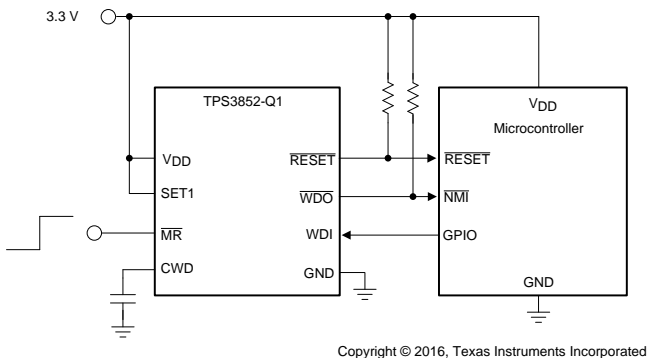 3.3 V
TPS3852-Q1
VDD
SET1
MR
CWD
RESET
WDO
WDI
GND
VDD
Microcontroller
RESET
NMI
GPIO
GND
Copyright © 2016, Texas Instruments Incorporated